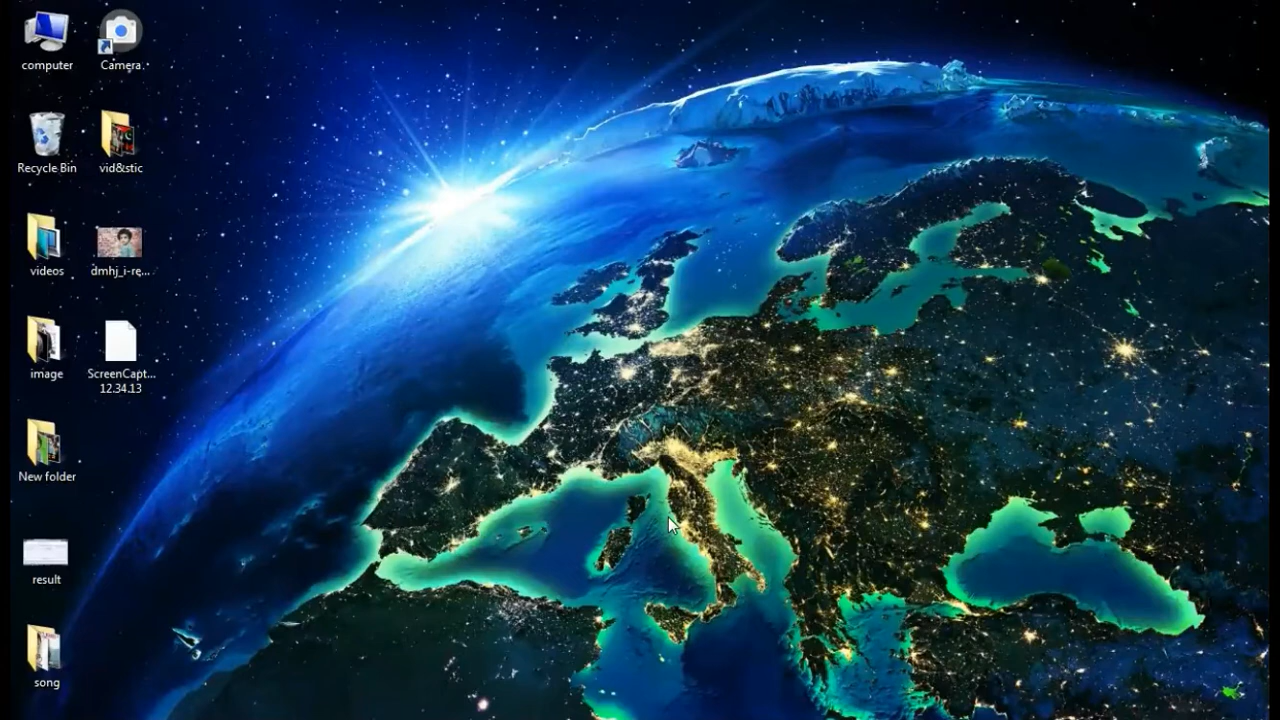 computer
Camera
Recycle Bin
vid&stic
videos
dmhj_i-re...
image
ScreenCapt...
12.34.13
New folder
result
song